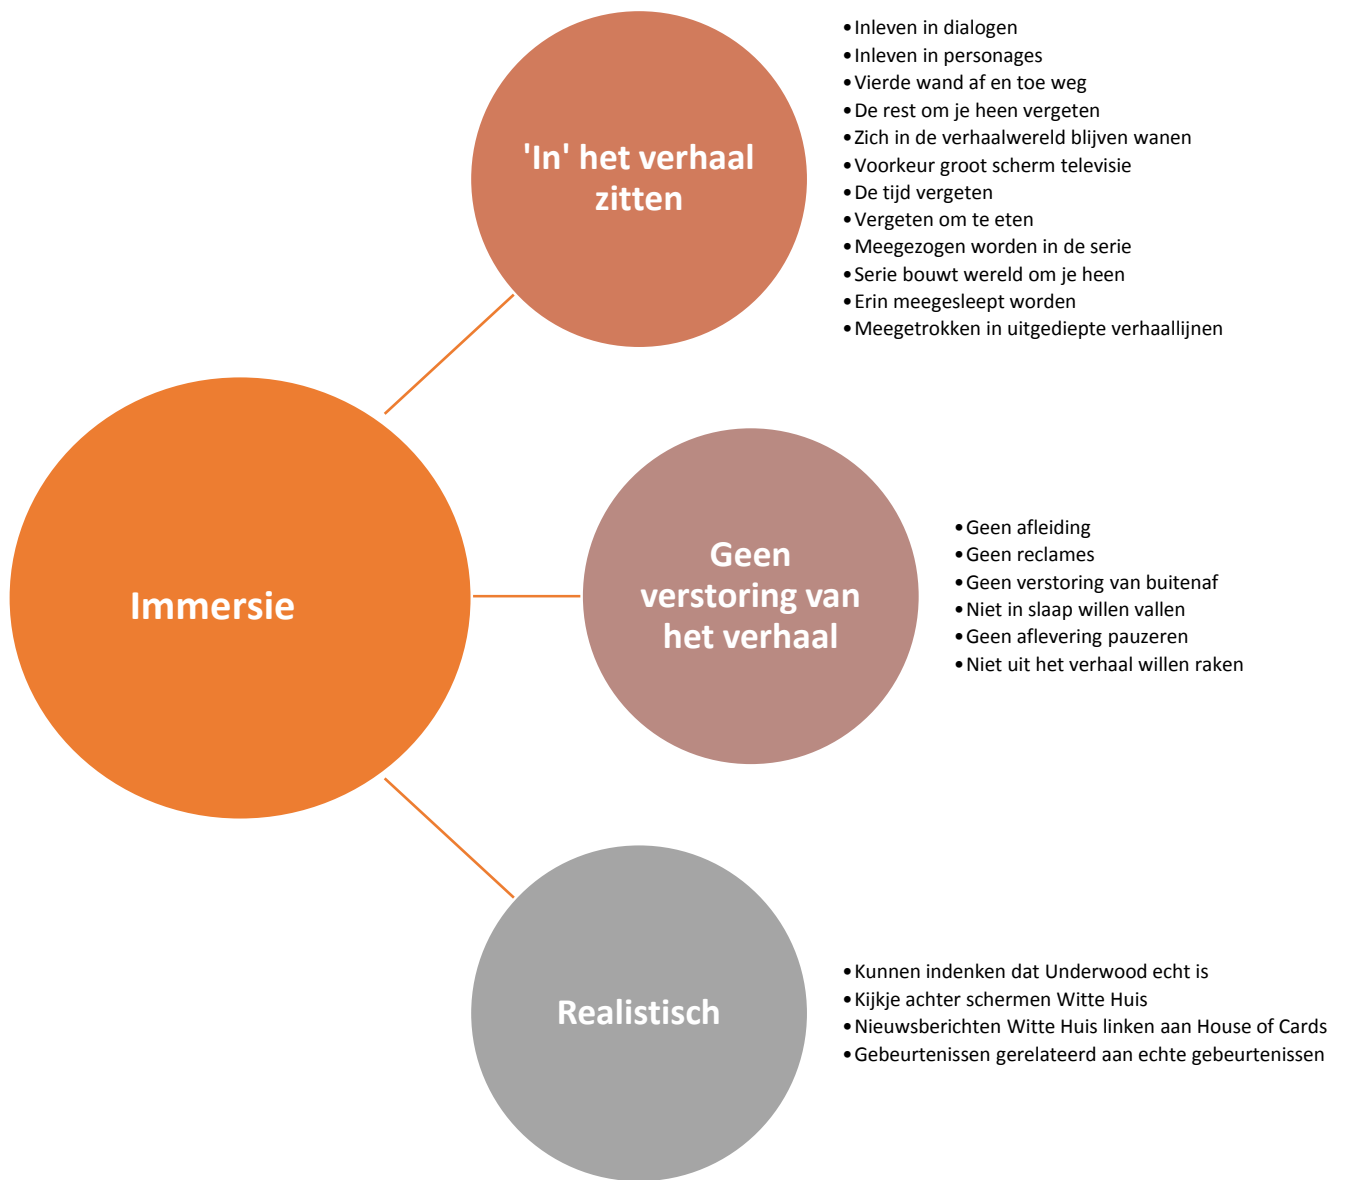 Immersie
'In' het verhaal
zitten
•Inleven in dialogen
•Inleven in personages
•Vierde wand af en toe weg
•De rest om je heen vergeten
•Zich in de verhaalwereld blijven wanen
•Voorkeur groot scherm televisie
•De tijd vergeten
•Vergeten om te eten
•Meegezogen worden in de serie
•Serie bouwt wereld om je heen
•Erin meegesleept worden
•Meegetrokken in uitgediepte verhaallijnen
Geen
verstoring van
het verhaal
•Geen afleiding
•Geen reclames
•Geen verstoring van buitenaf
•Niet in slaap willen vallen
•Geen aflevering pauzeren
•Niet uit het verhaal willen raken
Realistisch
•Kunnen indenken dat Underwood echt is
•Kijkje achter schermen Witte Huis
•Nieuwsberichten Witte Huis linken aan House of Cards
•Gebeurtenissen gerelateerd aan echte gebeurtenissen